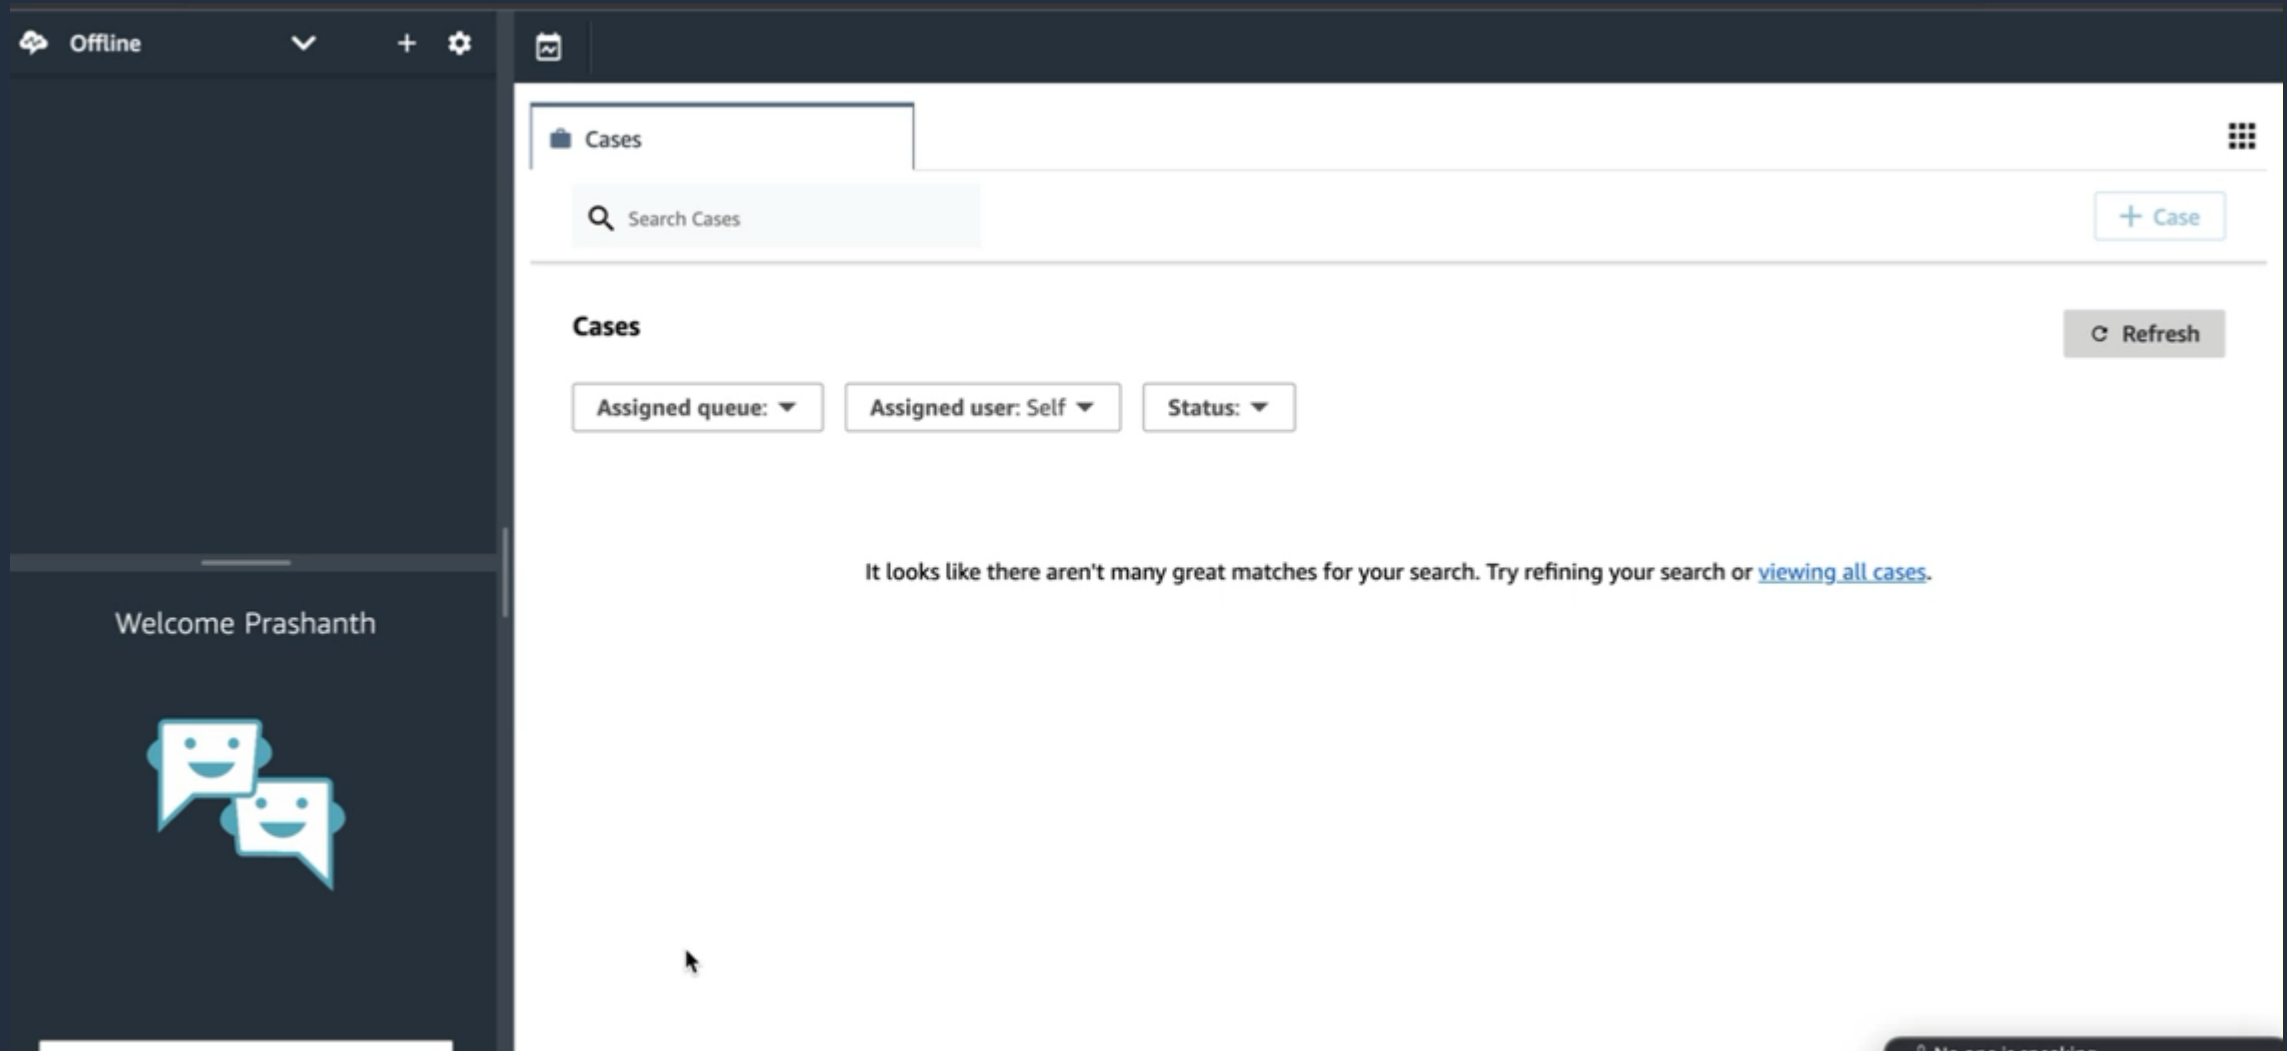 Offline
Cases
Search Cases
+ Case
Cases
Refresh
Assigned queue:
Assigned user: Self
Status:
It looks like there aren't many great matches for your search. Try refining your search or viewing all cases.
Welcome Prashanth